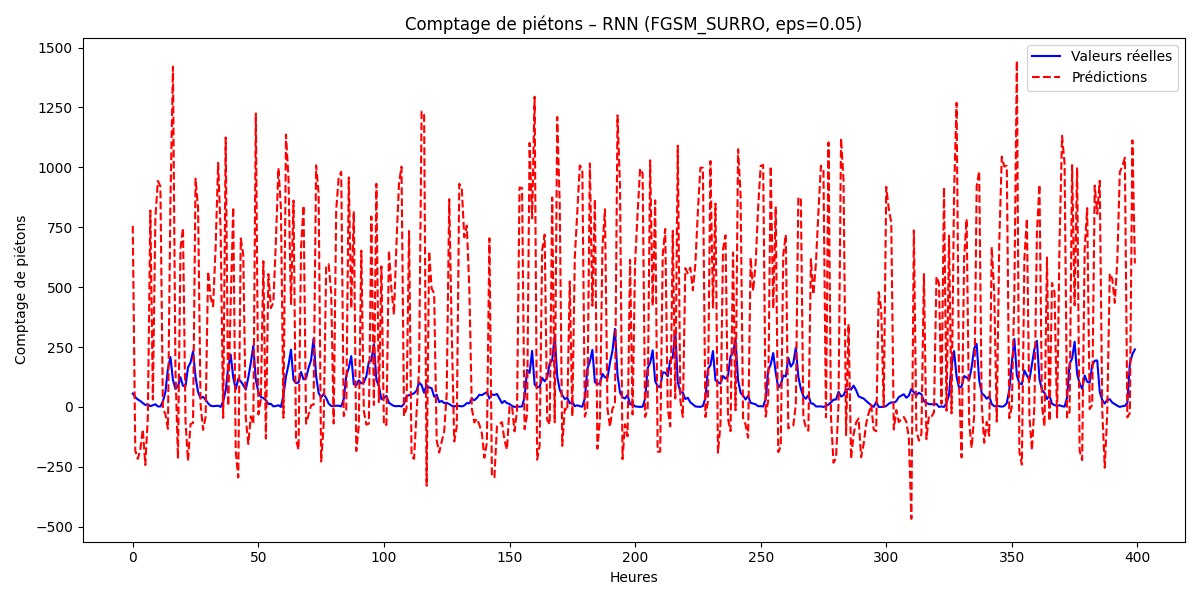 Comptage de piétons – RNN (FGSM_SURRO, eps=0.05)
Valeurs réelles
Prédictions
Comptage de piétons
1500
1250
1000
750
500
250
0
−250
−500
0 50 100 150 200 250 300 350 400
Heures